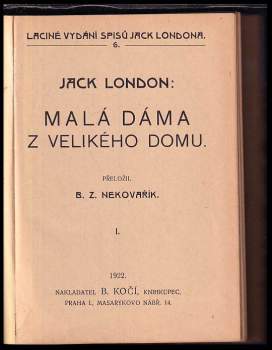 LACINÉ VYDÁNÍ SPISŮ JACK LONDONA.
6.
JACK LONDON:
MALÁ DÁMA
Z VELIKÉHO DOMU.
PŘELOŽIL
B. Z. NEKOVAŘÍK.
I.
1922.
NAKLADATEL B. KOČÍ, KNIHKUPEC,
PRAHA I., MASARYKOVO NÁBŘ. 14.